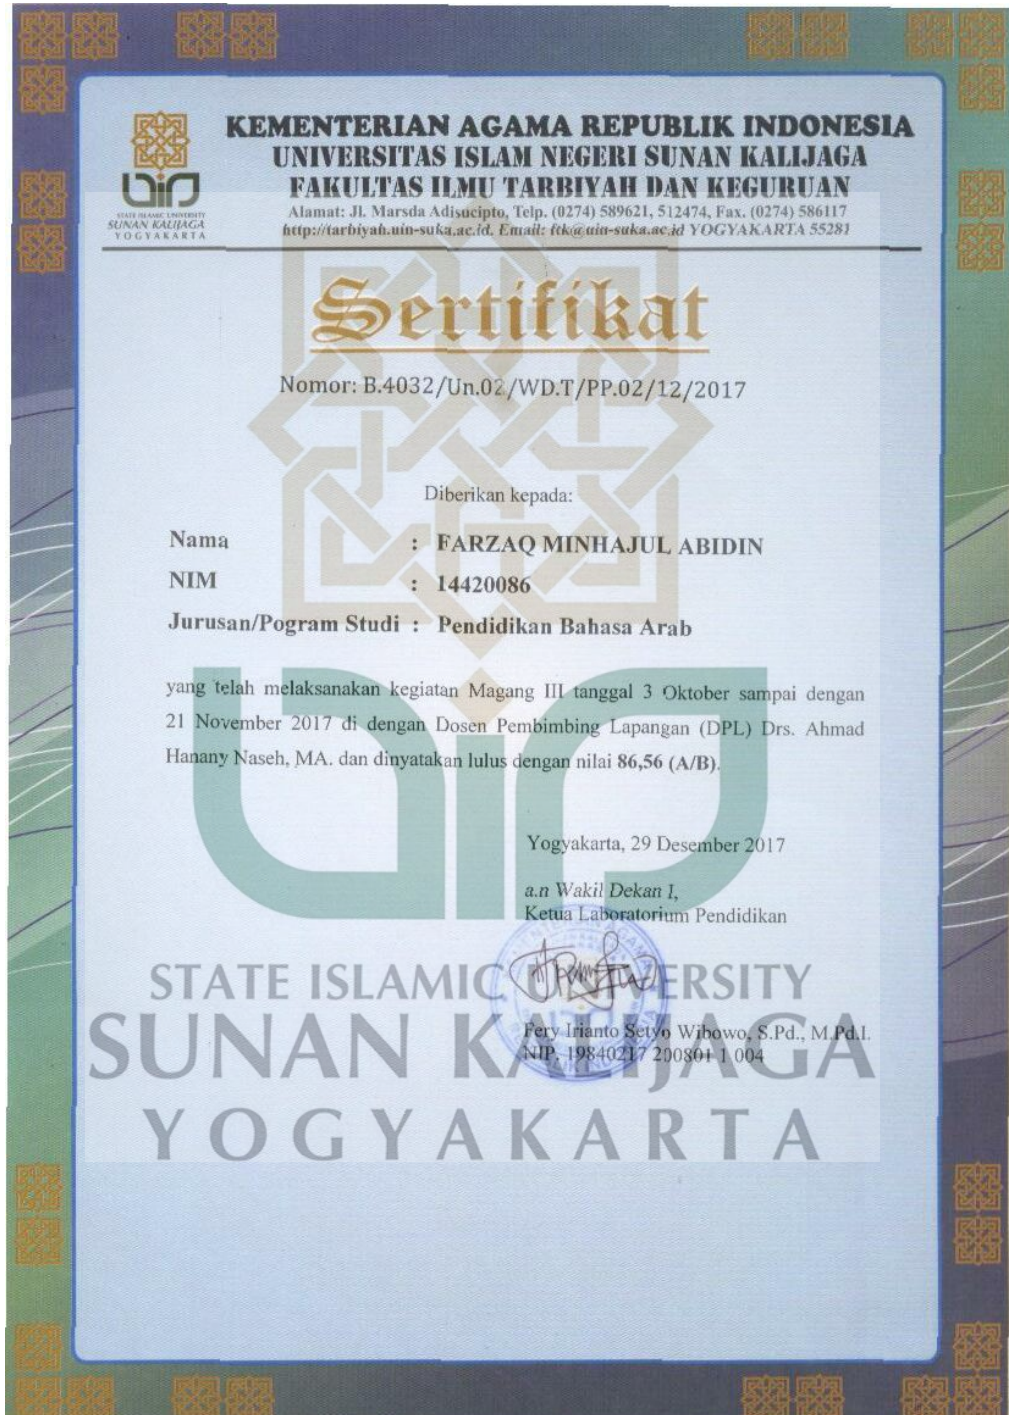 KEMENTERIAN AGAMA REPUBLIK INDONESIA
UNIVERSITAS ISLAM NEGERI SUNAN KALIJAGA
FAKULTAS ILMU TARBIYAH DAN KEGURUAN
Alamat: Jl. Marsda Adisucipto, Telp. (0274) 589621, 512474, Fax. (0274) 586117
http://tarbiyah.uin-suka.ac.id. Email: ftk@uin-suka.ac.id YOGYAKARTA 55281
uin
STATE ISLAMIC UNIVERSITY
SUNAN KALIJAGA
YOGYAKARTA
Sertifikat
Nomor: B.4032/Un.02/WD.T/PP.02/12/2017
Diberikan kepada:
Nama : FARZAQ MINHAJUL ABIDIN
NIM : 14420086
Jurusan/Pogram Studi : Pendidikan Bahasa Arab
yang telah melaksanakan kegiatan Magang III tanggal 3 Oktober sampai dengan
21 November 2017 di dengan Dosen Pembimbing Lapangan (DPL) Drs. Ahmad
Hanany Naseh, MA. dan dinyatakan lulus dengan nilai 86,56 (A/B).
Yogyakarta, 29 Desember 2017
a.n Wakil Dekan I,
Ketua Laboratorium Pendidikan
Fery Irianto Setyo Wibowo, S.Pd., M.Pd.I.
NIP. 19840217 200801 1 004
uin
STATE ISLAMIC UNIVERSITY
SUNAN KALIJAGA
YOGYAKARTA